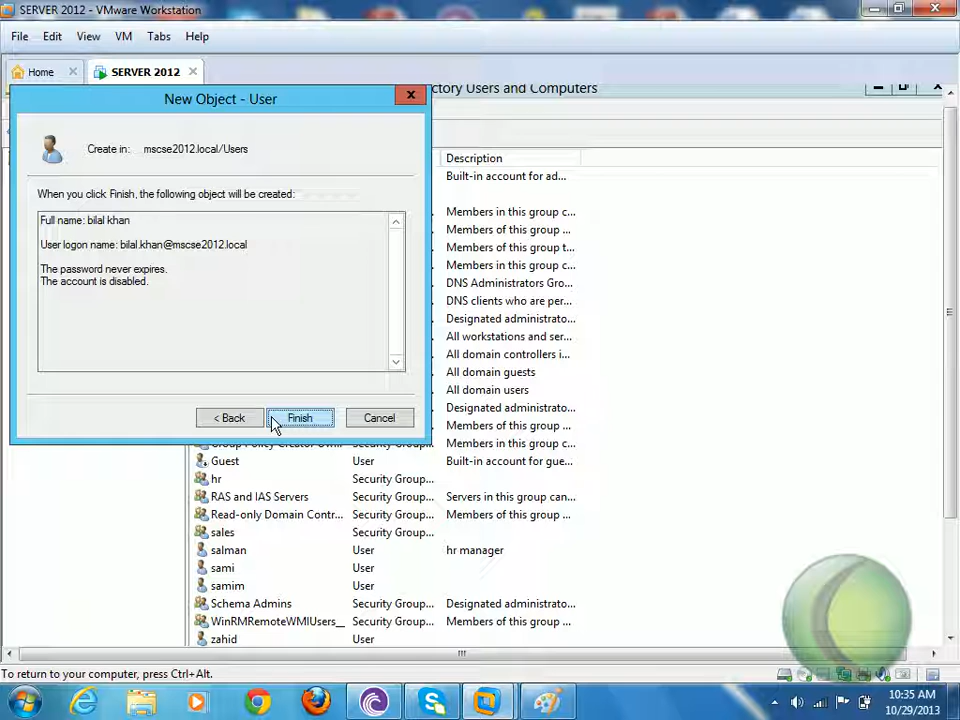 SERVER 2012 - VMware Workstation
File Edit View VM Tabs Help
Home SERVER 2012
New Object - User
ctory Users and Computers
Create in: mscse2012.local/Users
When you click Finish, the following object will be created:
Full name: bilal khan
User logon name: bilal.khan@mscse2012.local
The password never expires.
The account is disabled.
< Back Finish Cancel
Description
Built-in account for ad...
Members in this group c...
Members of this group ...
Members of this group t...
Members in this group c...
DNS Administrators Gro...
DNS clients who are per...
Designated administrato...
All workstations and ser...
All domain controllers i...
All domain guests
All domain users
Designated administrato...
Members of this group ...
Members in this group c...
Guest User Built-in account for gue...
hr Security Group...
RAS and IAS Servers Security Group... Servers in this group can...
Read-only Domain Contr... Security Group... Members of this group ...
sales Security Group...
salman User hr manager
sami User
samim User
Schema Admins Security Group... Designated administrato...
WinRMRemoteWMIUsers__ Security Group... Members of this group ...
zahid User
To return to your computer, press Ctrl+Alt.
10:35 AM
10/29/2013